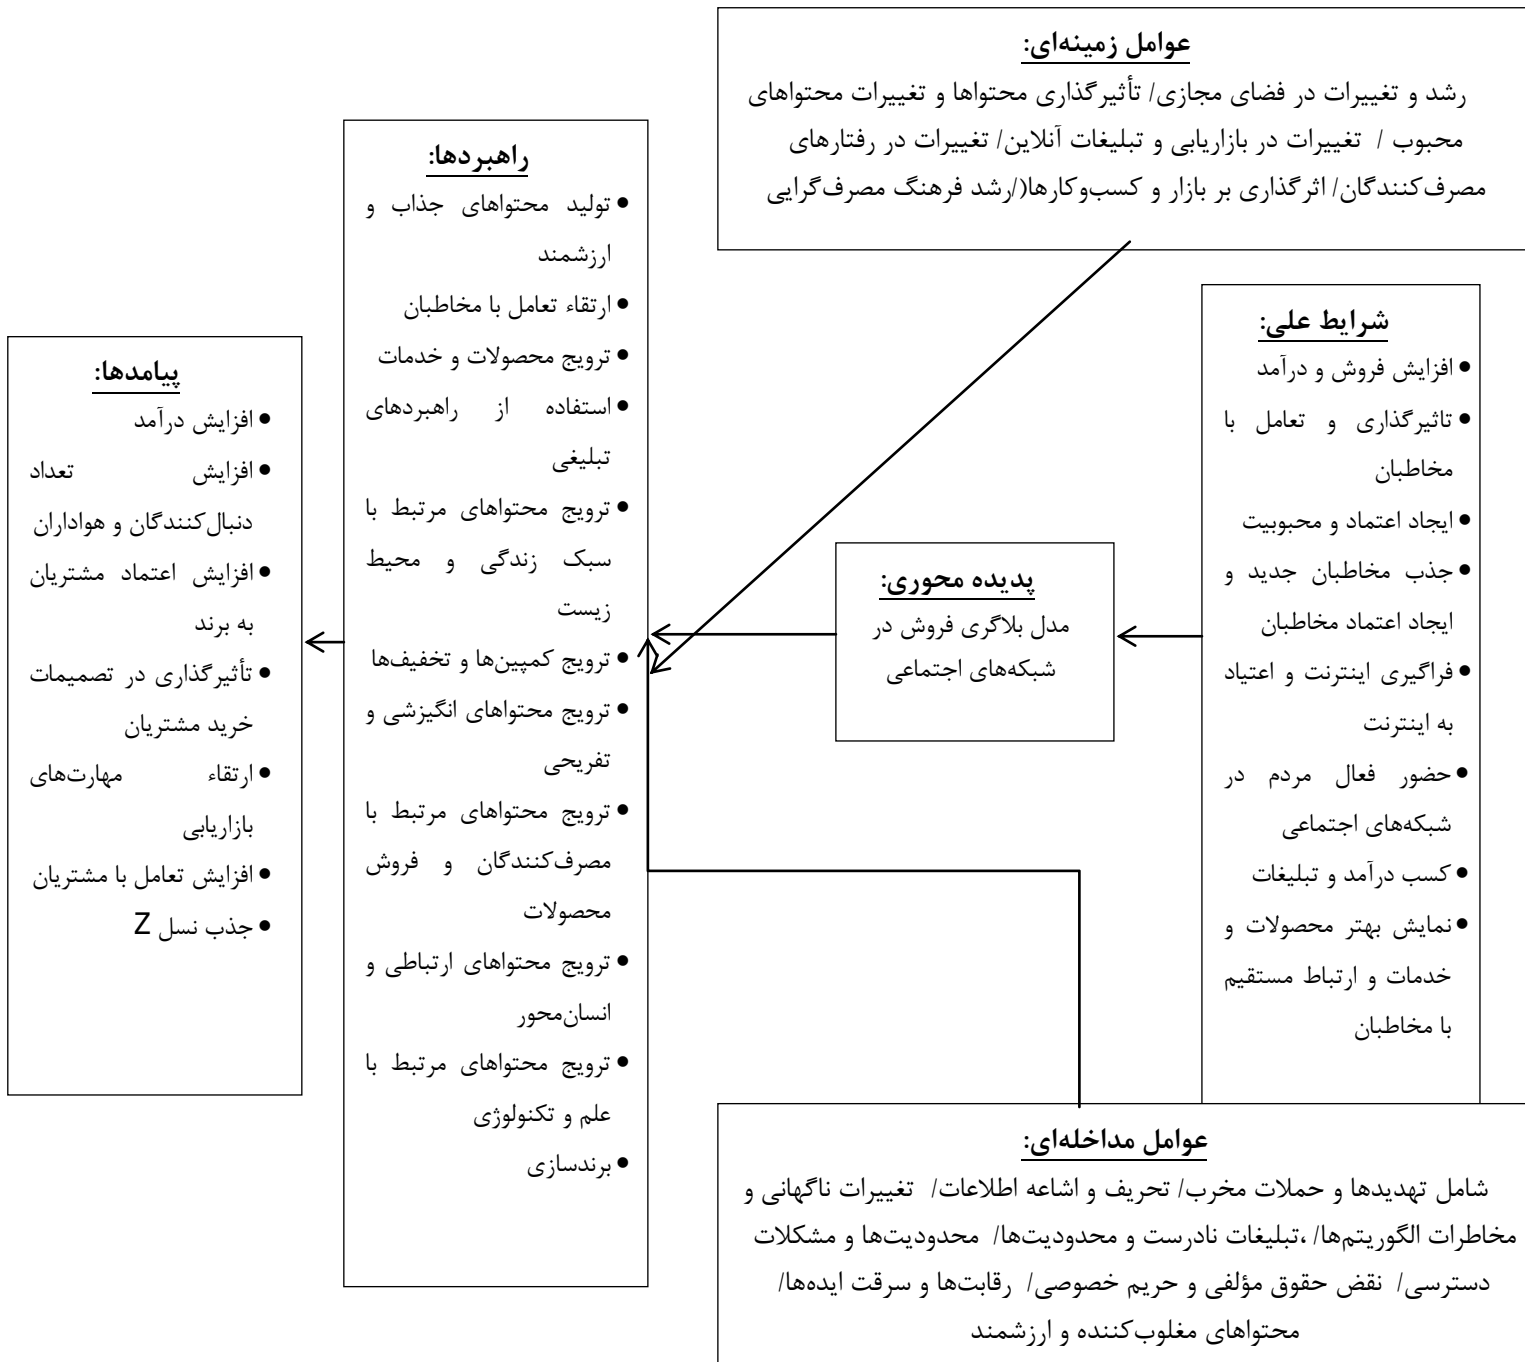 عوامل زمینه‌ای:
رشد و تغییرات در فضای مجازی/ تأثیرگذاری محتواها و تغییرات محتواهای
محبوب / تغییرات در بازاریابی و تبلیغات آنلاین/ تغییرات در رفتارهای
مصرف‌کنندگان/ اثرگذاری بر بازار و کسب‌وکارها(/رشد فرهنگ مصرف‌گرایی
شرایط علی:
• افزایش فروش و درآمد
• تاثیرگذاری و تعامل با
مخاطبان
• ایجاد اعتماد و محبوبیت
• جذب مخاطبان جدید و
ایجاد اعتماد مخاطبان
• فراگیری اینترنت و اعتیاد
به اینترنت
• حضور فعال مردم در
شبکه‌های اجتماعی
• کسب درآمد و تبلیغات
• نمایش بهتر محصولات و
خدمات و ارتباط مستقیم
با مخاطبان
پدیده محوری:
مدل بلاگری فروش در
شبکه‌های اجتماعی
راهبردها:
• تولید محتواهای جذاب و
ارزشمند
• ارتقاء تعامل با مخاطبان
• ترویج محصولات و خدمات
• استفاده از راهبردهای
تبلیغی
• ترویج محتواهای مرتبط با
سبک زندگی و محیط
زیست
• ترویج کمپین‌ها و تخفیف‌ها
• ترویج محتواهای انگیزشی و
تفریحی
• ترویج محتواهای مرتبط با
مصرف‌کنندگان و فروش
محصولات
• ترویج محتواهای ارتباطی و
انسان‌محور
• ترویج محتواهای مرتبط با
علم و تکنولوژی
• برندسازی
پیامدها:
• افزایش درآمد
• افزایش تعداد
دنبال‌کنندگان و هواداران
• افزایش اعتماد مشتریان
به برند
• تأثیرگذاری در تصمیمات
خرید مشتریان
• ارتقاء مهارت‌های
بازاریابی
• افزایش تعامل با مشتریان
• جذب نسل Z
عوامل مداخله‌ای:
شامل تهدیدها و حملات مخرب/ تحریف و اشاعه اطلاعات/ تغییرات ناگهانی و
مخاطرات الگوریتم‌ها/ ،تبلیغات نادرست و محدودیت‌ها/ محدودیت‌ها و مشکلات
دسترسی/ نقض حقوق مؤلفی و حریم خصوصی/ رقابت‌ها و سرقت ایده‌ها/
محتواهای مغلوب‌کننده و ارزشمند